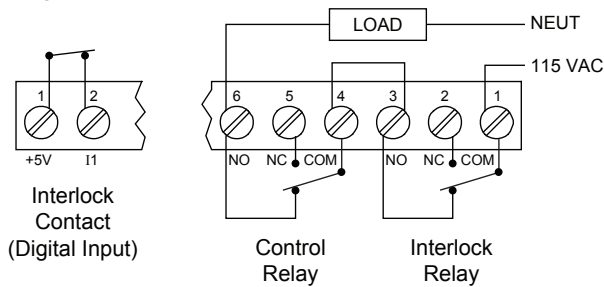 LOAD
NEUT
115 VAC
1 2
6 5 4 3 2 1
+5V I1
NO NC COM NO NC COM
Interlock
Contact
(Digital Input)
Control
Relay
Interlock
Relay